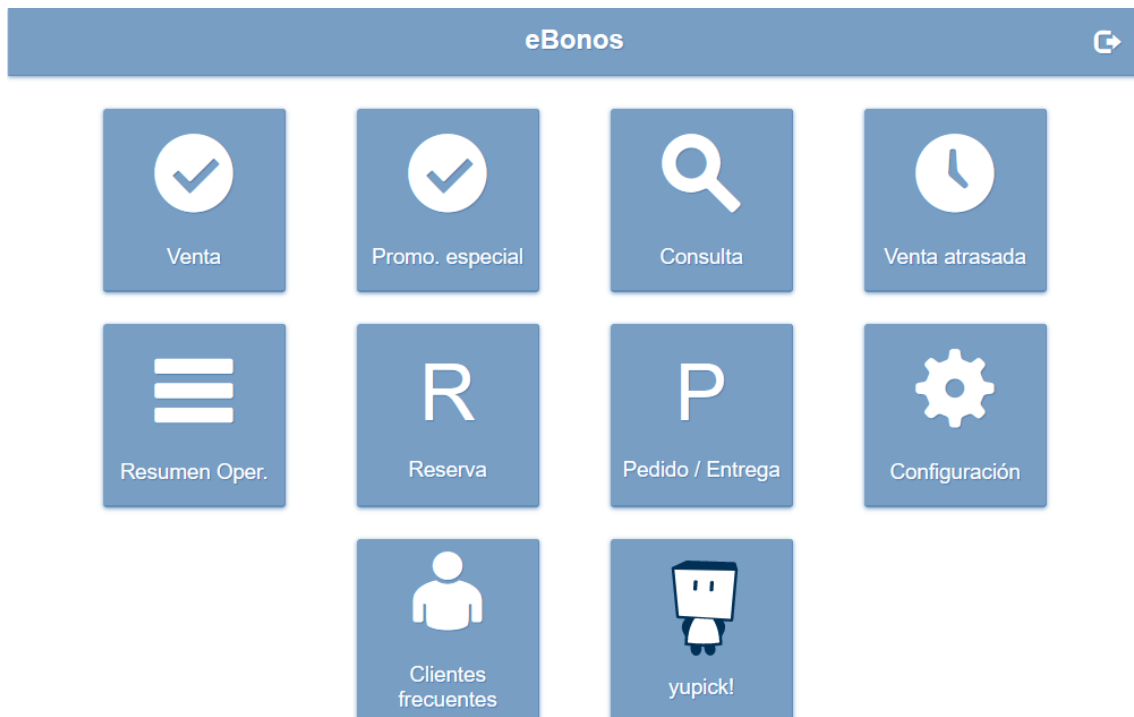 eBonos
Venta
Promo. especial
Consulta
Venta atrasada
Resumen Oper.
R
Reserva
P
Pedido / Entrega
Configuración
Clientes
frecuentes
yupick!